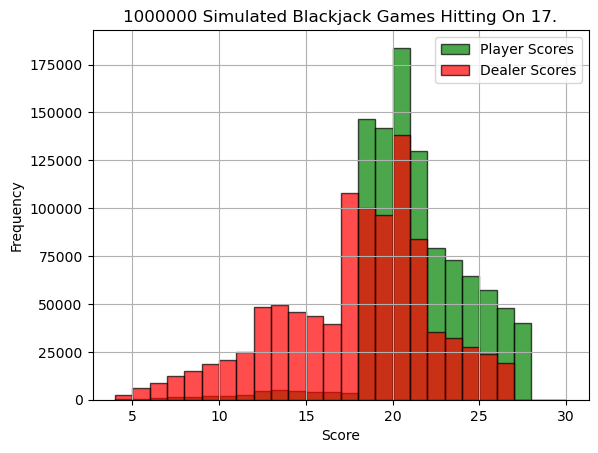 1000000 Simulated Blackjack Games Hitting On 17.
Player Scores
Dealer Scores
175000
150000
125000
100000
75000
50000
25000
0
Frequency
5 10 15 20 25 30
Score